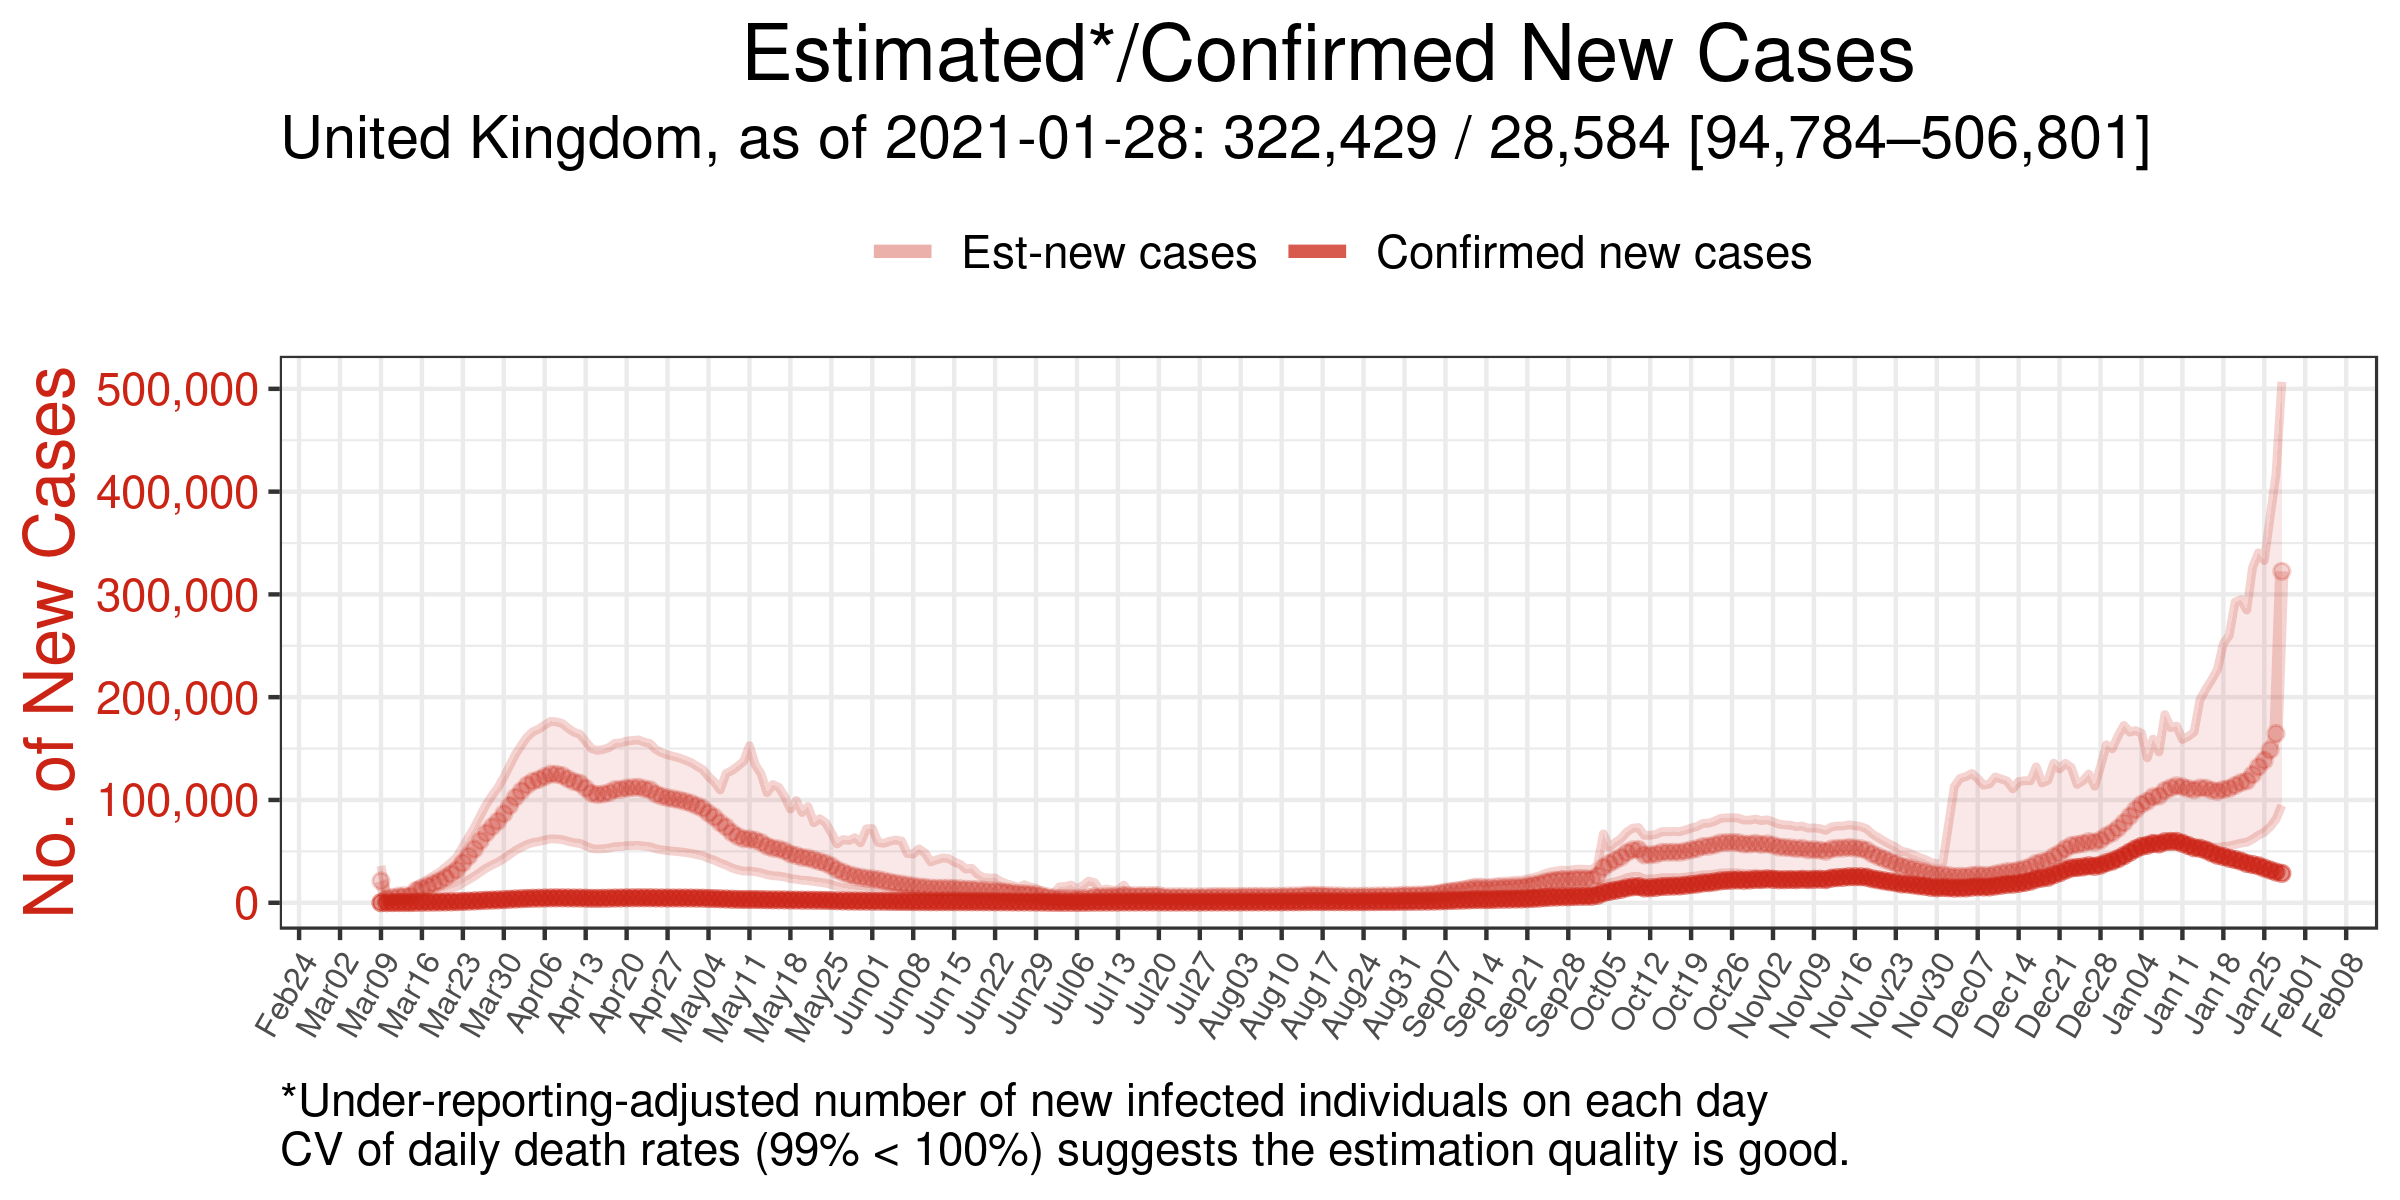 Estimated*/Confirmed New Cases
United Kingdom, as of 2021-01-28: 322,429 / 28,584 [94,784–506,801]
Est-new cases
Confirmed new cases
No. of New Cases
500,000
400,000
300,000
200,000
100,000
0
Feb24
Mar02
Mar09
Mar16
Mar23
Mar30
Apr06
Apr13
Apr20
Apr27
May04
May11
May18
May25
Jun01
Jun08
Jun15
Jun22
Jun29
Jul06
Jul13
Jul20
Jul27
Aug03
Aug10
Aug17
Aug24
Aug31
Sep07
Sep14
Sep21
Sep28
Oct05
Oct12
Oct19
Oct26
Nov02
Nov09
Nov16
Nov23
Nov30
Dec07
Dec14
Dec21
Dec28
Jan04
Jan11
Jan18
Jan25
Feb01
Feb08
*Under-reporting-adjusted number of new infected individuals on each day
CV of daily death rates (99% < 100%) suggests the estimation quality is good.